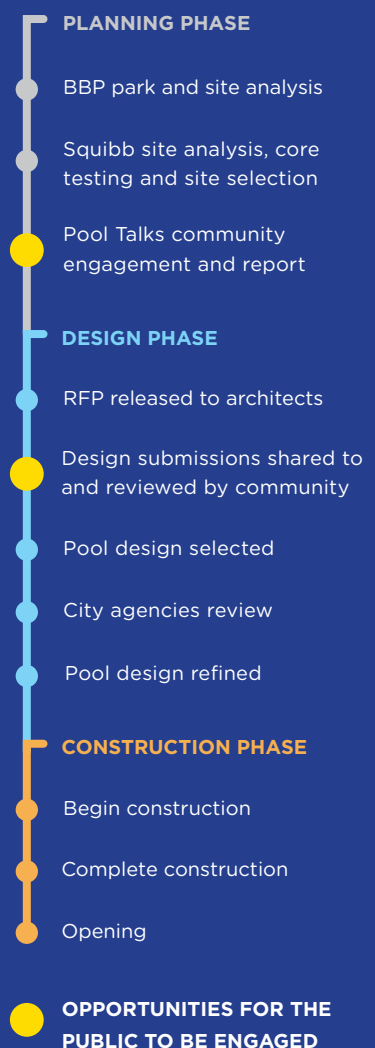 PLANNING PHASE
BBP park and site analysis
Squibb site analysis, core
testing and site selection
Pool Talks community
engagement and report
DESIGN PHASE
RFP released to architects
Design submissions shared to
and reviewed by community
Pool design selected
City agencies review
Pool design refined
CONSTRUCTION PHASE
Begin construction
Complete construction
Opening
OPPORTUNITIES FOR THE
PUBLIC TO BE ENGAGED